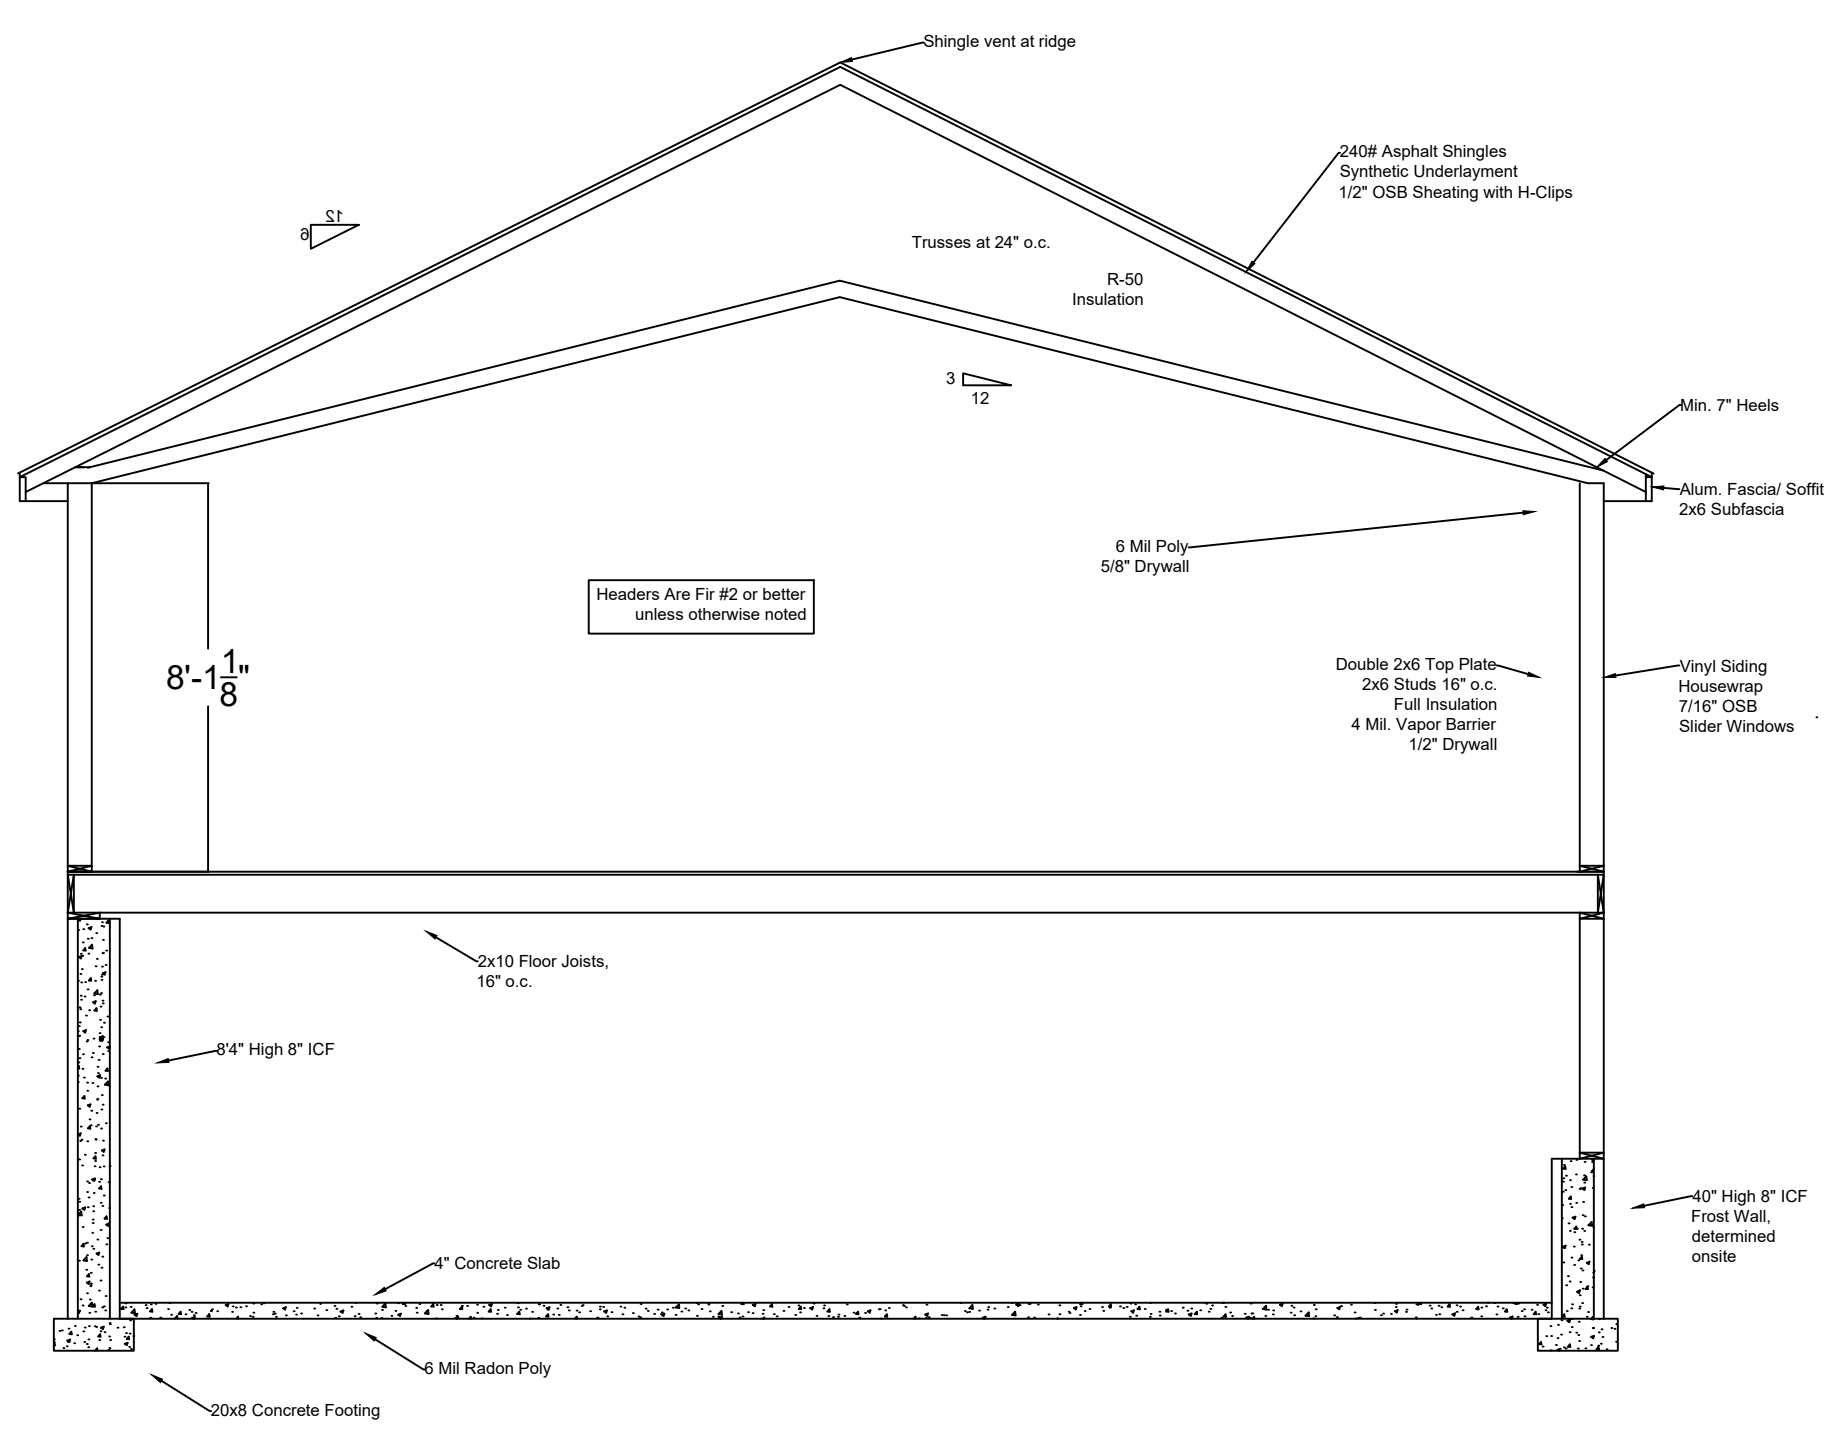 Shingle vent at ridge
240# Asphalt Shingles
Synthetic Underlayment
1/2" OSB Sheating with H-Clips
12
6
Trusses at 24" o.c.
R-50
Insulation
3
12
Min. 7" Heels
Alum. Fascia/ Soffit
2x6 Subfascia
6 Mil Poly
5/8" Drywall
Headers Are Fir #2 or better
unless otherwise noted
8'-1 1/8"
Double 2x6 Top Plate
2x6 Studs 16" o.c.
Full Insulation
4 Mil. Vapor Barrier
1/2" Drywall
Vinyl Siding
Housewrap
7/16" OSB
Slider Windows
2x10 Floor Joists,
16" o.c.
8'4" High 8" ICF
40" High 8" ICF
Frost Wall,
determined
onsite
4" Concrete Slab
6 Mil Radon Poly
20x8 Concrete Footing